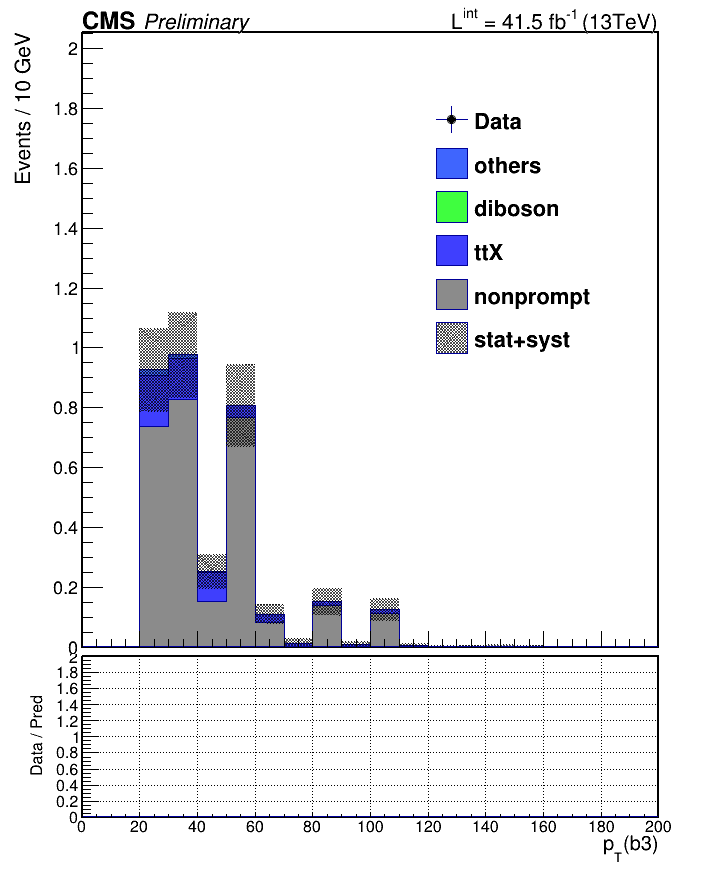 CMS Preliminary L^int = 41.5 fb^-1 (13TeV)
Events / 10 GeV
2
1.8
1.6
1.4
1.2
1
0.8
0.6
0.4
0.2
0
Data
others
diboson
ttX
nonprompt
stat+syst
Data / Pred
2
1.8
1.6
1.4
1.2
1
0.8
0.6
0.4
0.2
0
0 20 40 60 80 100 120 140 160 180 200
p_T(b3)